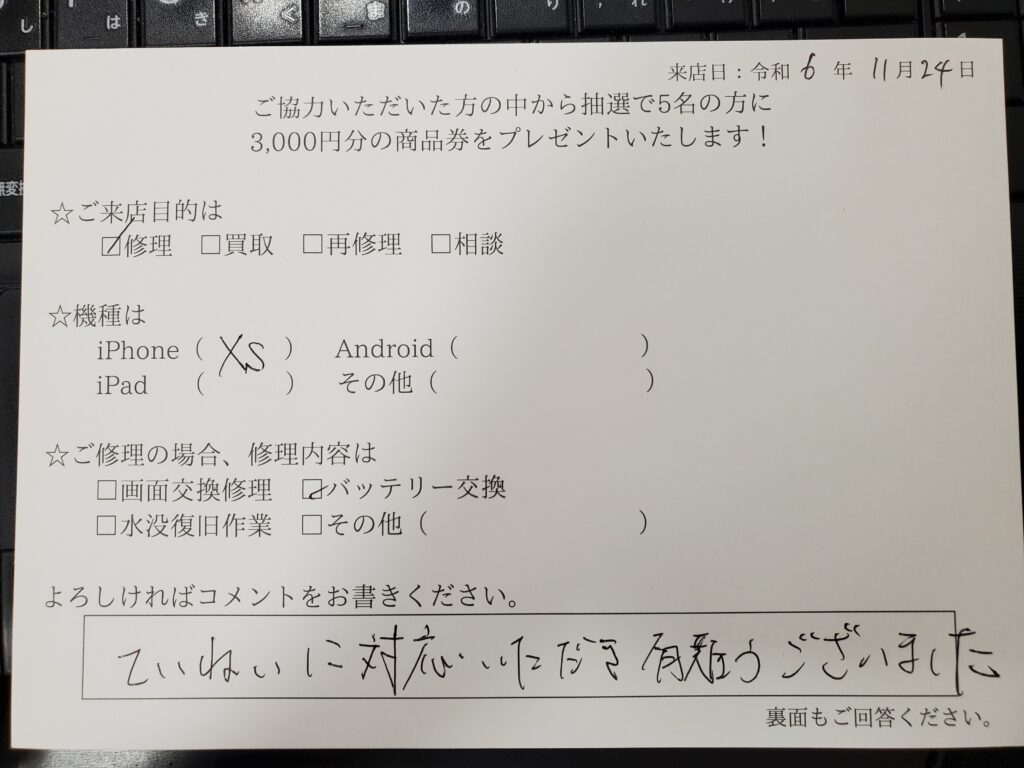 来店日：令和 6 年 11月24日
ご協力いただいた方の中から抽選で5名の方に
3,000円分の商品券をプレゼントいたします！
☆ご来店目的は
☑修理 □買取 □再修理 □相談
☆機種は
iPhone（ XS ） Android（ ）
iPad （ ） その他（ ）
☆ご修理の場合、修理内容は
□画面交換修理 ☑バッテリー交換
□水没復旧作業 □その他（ ）
よろしければコメントをお書きください。
ていねいに対応いただき有難うございました
裏面もご回答ください。